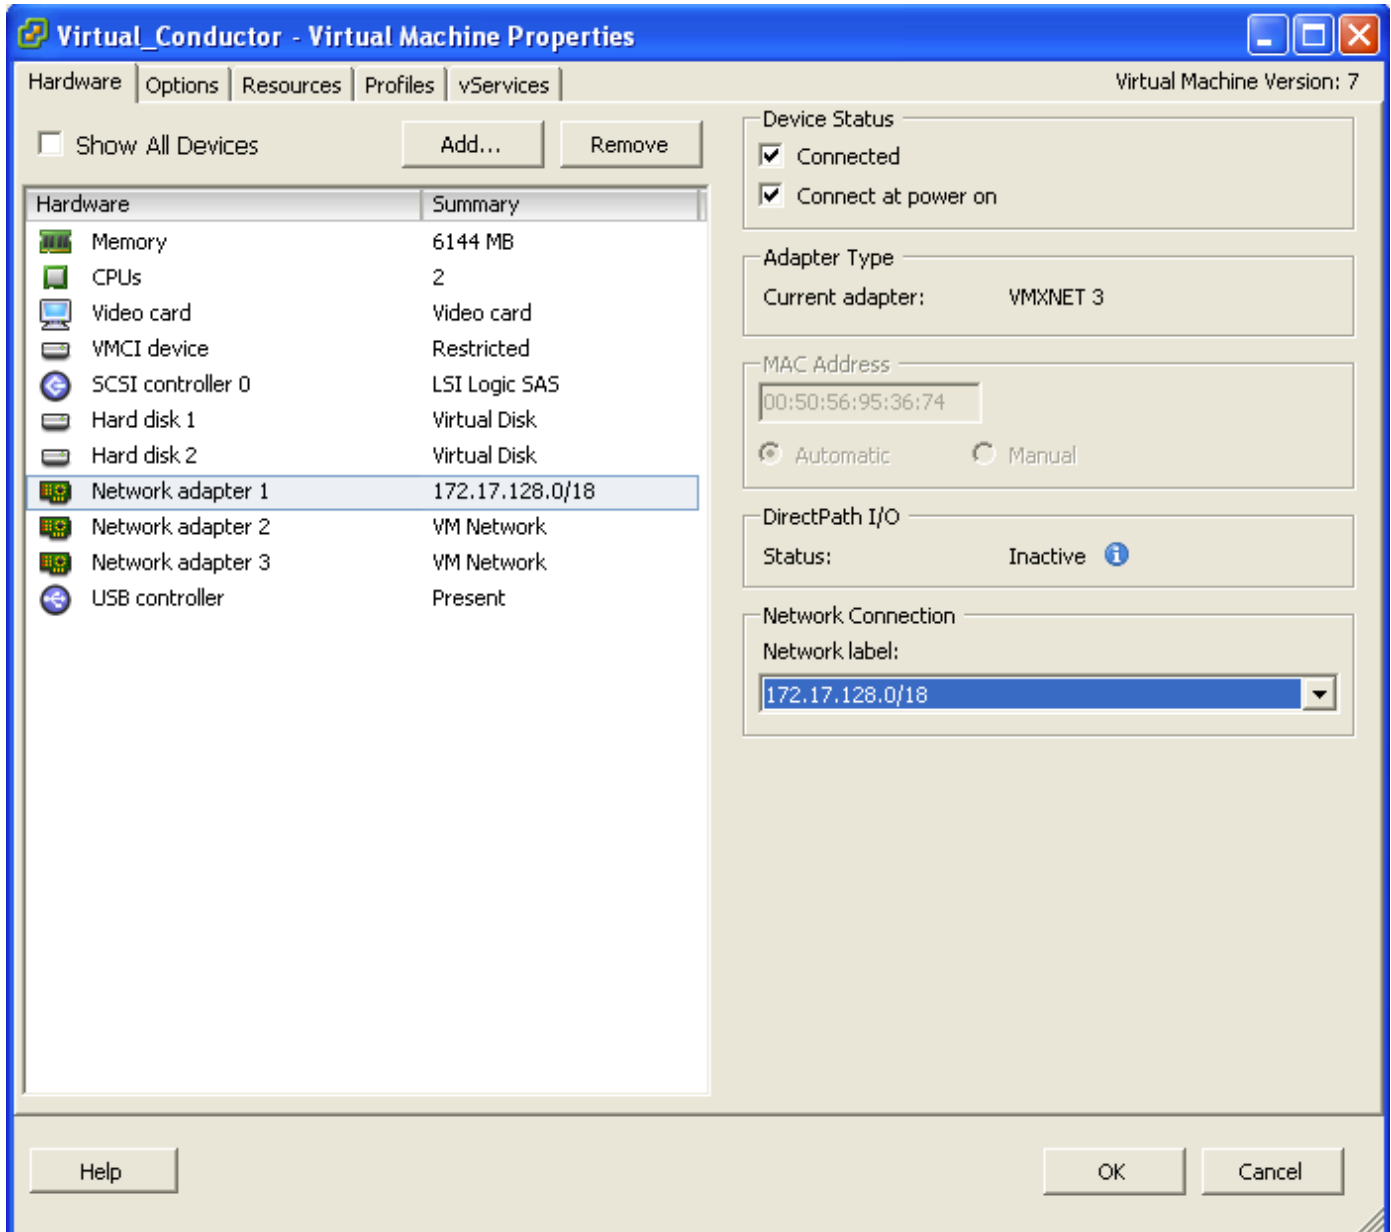 Virtual_Conductor - Virtual Machine Properties
Hardware Options Resources Profiles vServices Virtual Machine Version: 7
Show All Devices Add... Remove
Hardware Summary
Memory 6144 MB
CPUs 2
Video card Video card
VMCI device Restricted
SCSI controller 0 LSI Logic SAS
Hard disk 1 Virtual Disk
Hard disk 2 Virtual Disk
Network adapter 1 172.17.128.0/18
Network adapter 2 VM Network
Network adapter 3 VM Network
USB controller Present
Device Status
Connected
Connect at power on
Adapter Type
Current adapter: VMXNET 3
MAC Address
00:50:56:95:36:74
Automatic Manual
DirectPath I/O
Status: Inactive
Network Connection
Network label:
172.17.128.0/18
Help OK Cancel